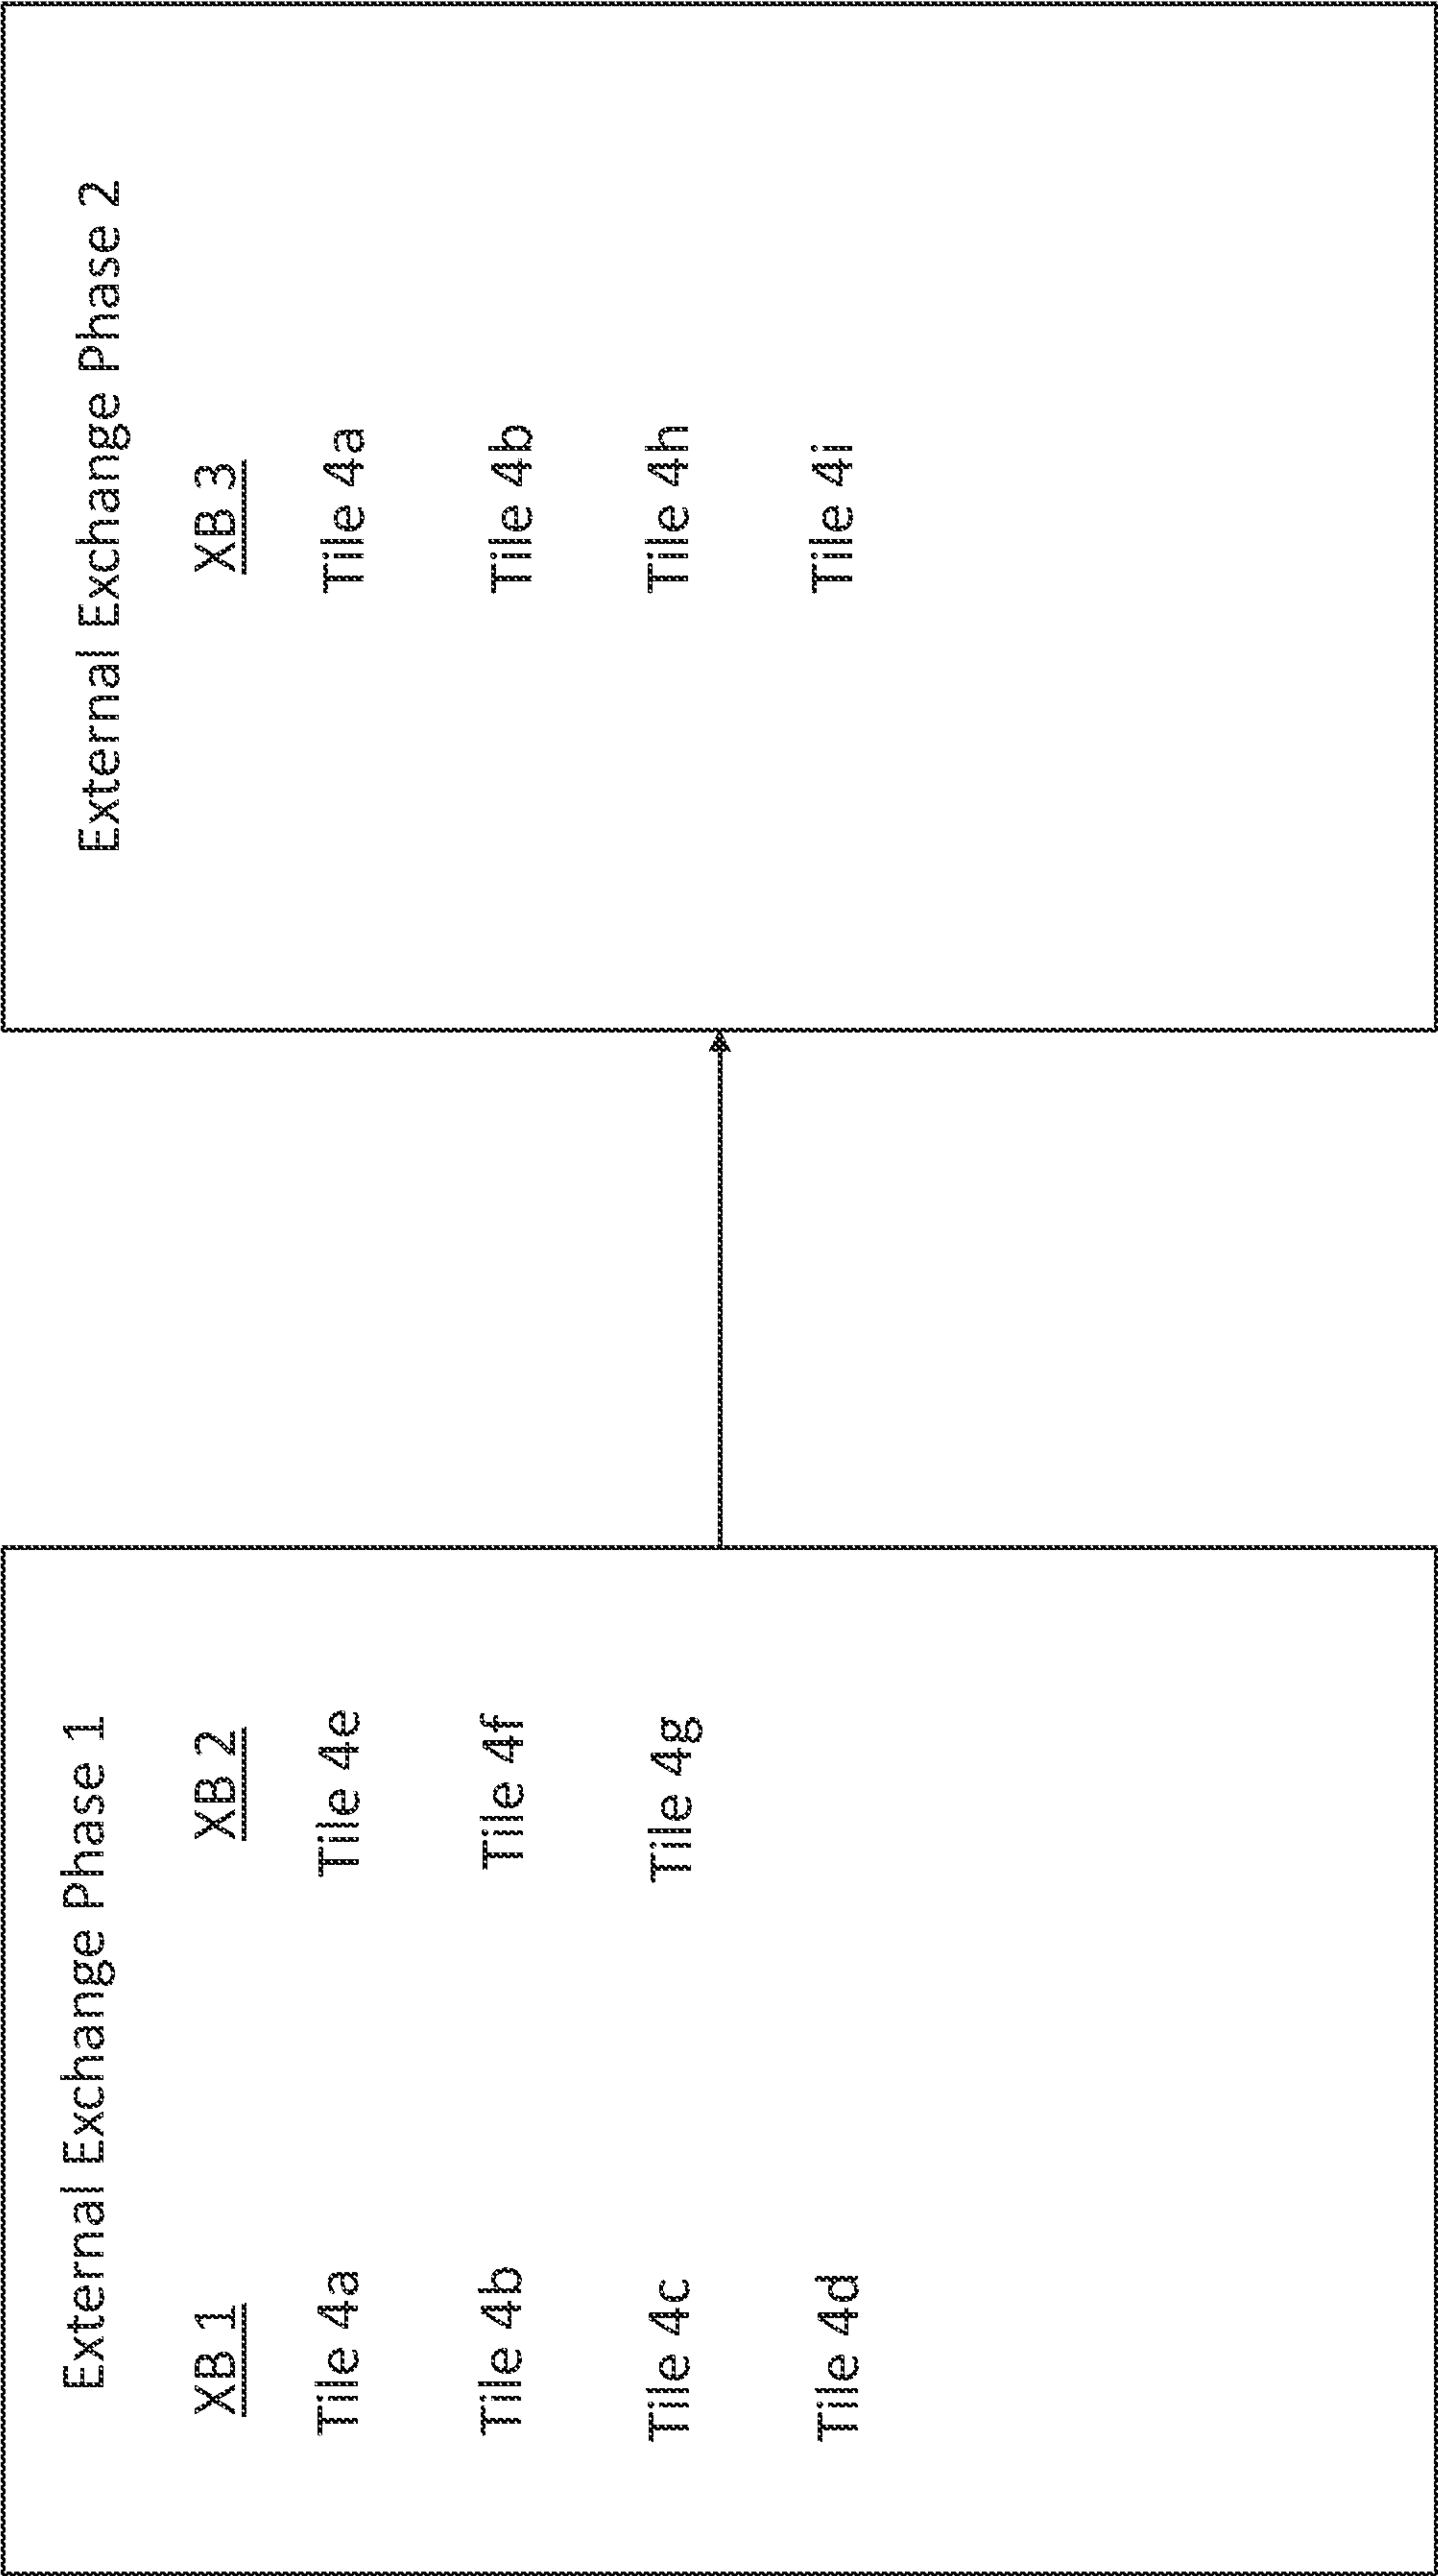 External Exchange Phase 1
XB 1
Tile 4a
Tile 4b
Tile 4c
Tile 4d
XB 2
Tile 4e
Tile 4f
Tile 4g
External Exchange Phase 2
XB 3
Tile 4a
Tile 4b
Tile 4h
Tile 4i